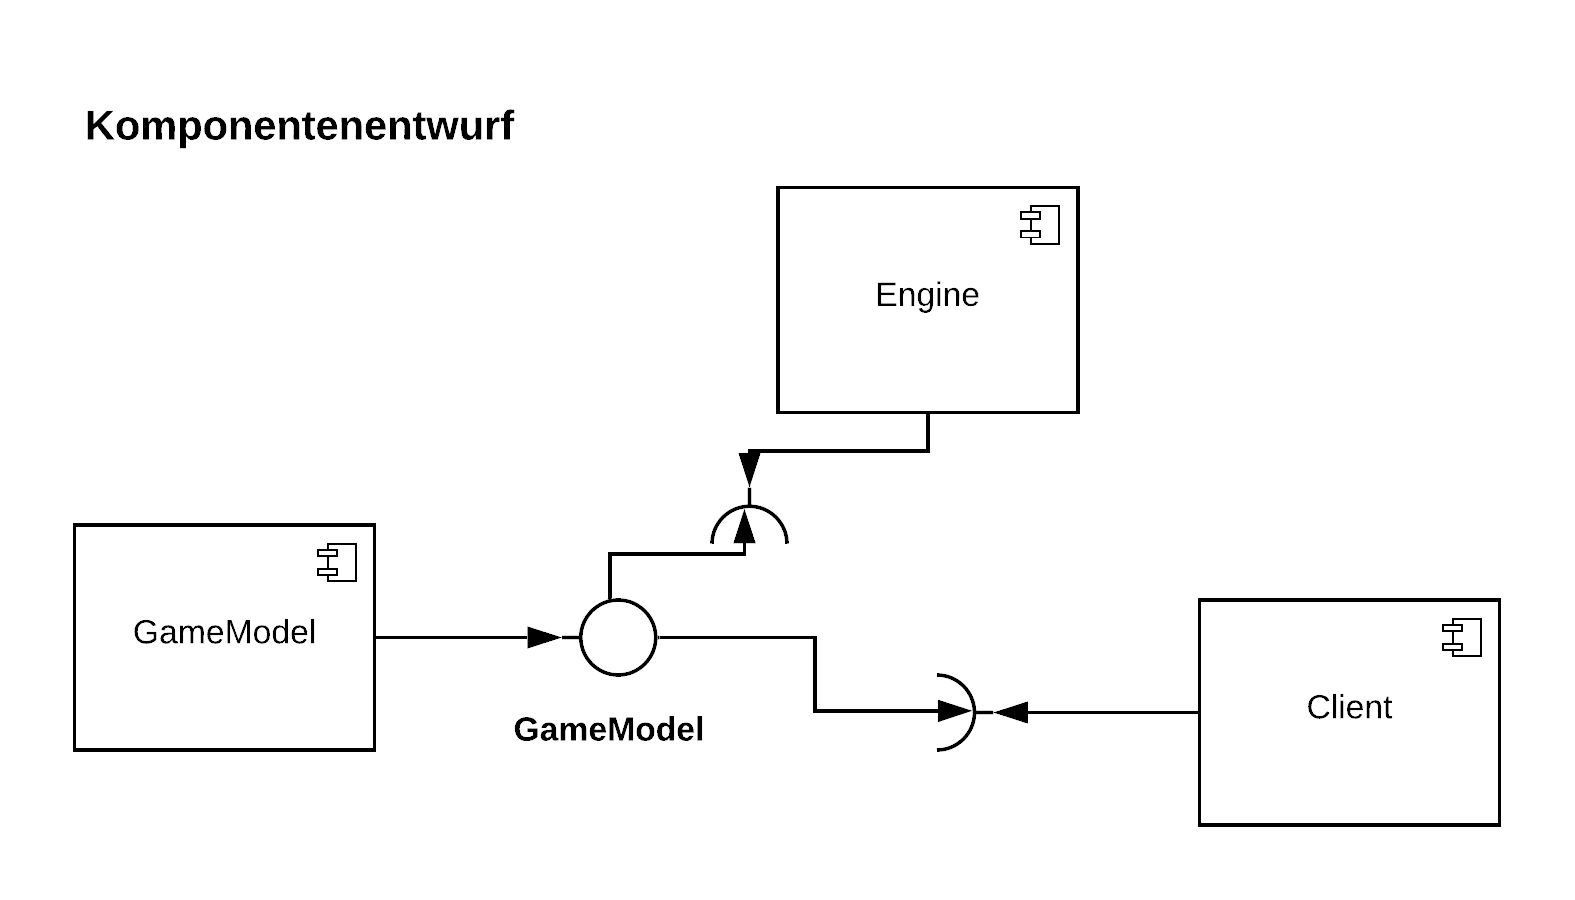 Komponentenentwurf
Engine
GameModel
GameModel
Client